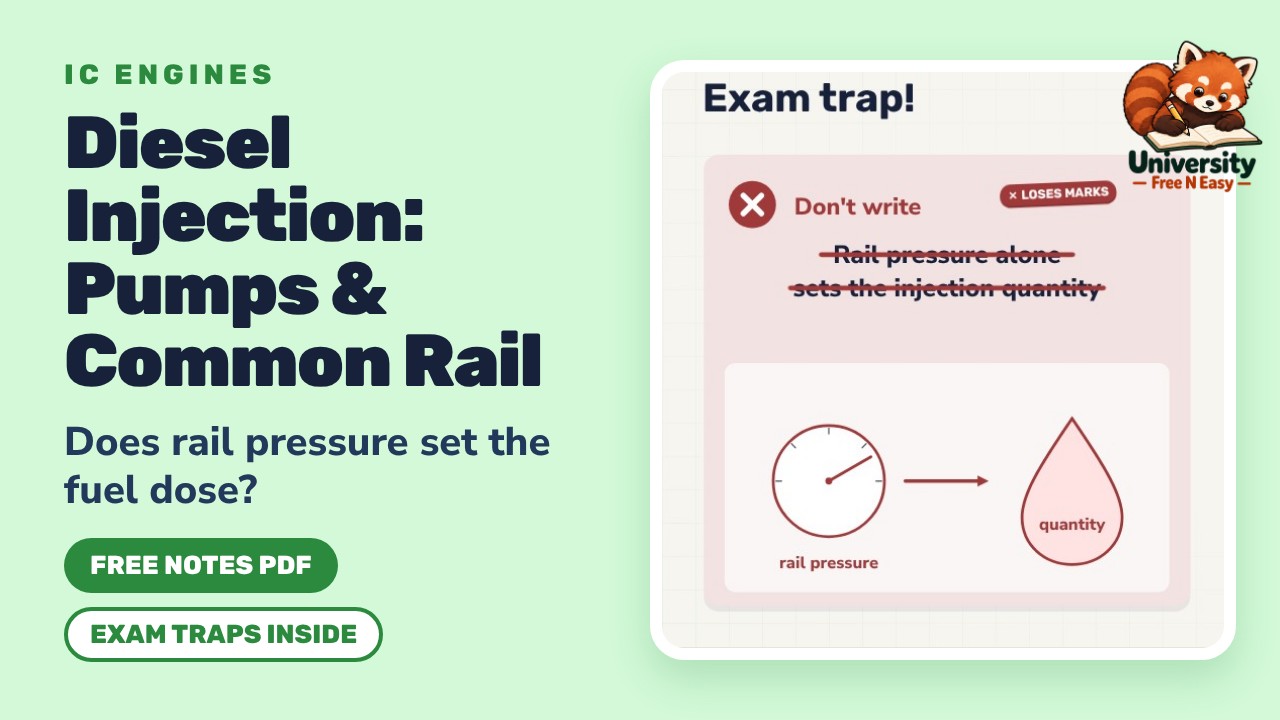 IC ENGINES
Diesel
Injection:
Pumps &
Common Rail
Does rail pressure set the
fuel dose?
FREE NOTES PDF
EXAM TRAPS INSIDE
Exam trap!
Don't write
× LOSES MARKS
Rail pressure alone
sets the injection quantity
rail pressure
quantity
University
Free N Easy